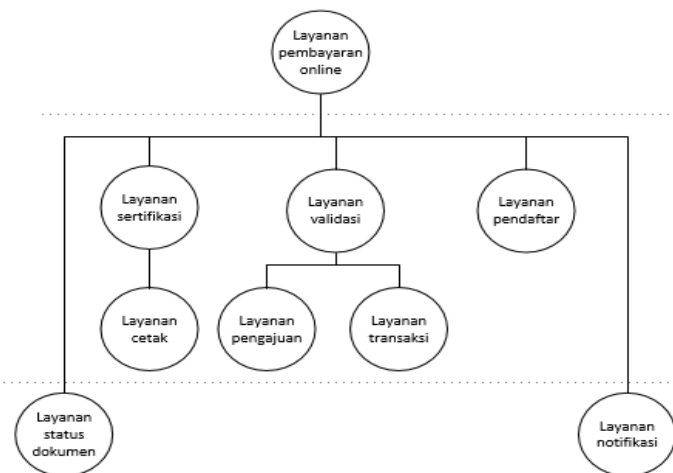 Layanan
pembayaran
online
Layanan
sertifikasi
Layanan
validasi
Layanan
pendaftar
Layanan
cetak
Layanan
pengajuan
Layanan
transaksi
Layanan
status
dokumen
Layanan
notifikasi